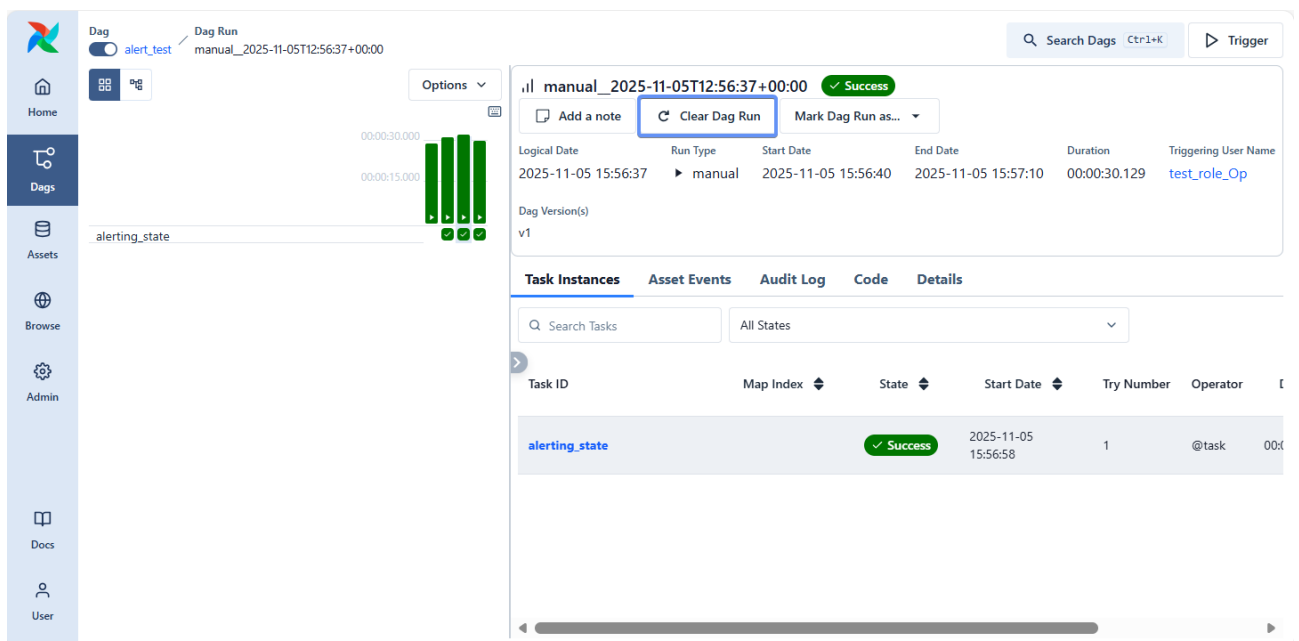 Dag
alert_test
/
Dag Run
manual__2025-11-05T12:56:37+00:00
Search Dags Ctrl+K
Trigger
Home
Dags
Assets
Browse
Admin
Docs
User
Options
00:00:30.000
00:00:15.000
alerting_state
manual__2025-11-05T12:56:37+00:00 Success
Add a note Clear Dag Run Mark Dag Run as...
Logical Date Run Type Start Date End Date Duration Triggering User Name
2025-11-05 15:56:37 manual 2025-11-05 15:56:40 2025-11-05 15:57:10 00:00:30.129 test_role_Op
Dag Version(s)
v1
Task Instances Asset Events Audit Log Code Details
Search Tasks All States
Task ID Map Index State Start Date Try Number Operator
alerting_state Success 2025-11-05 1 @task
15:56:58